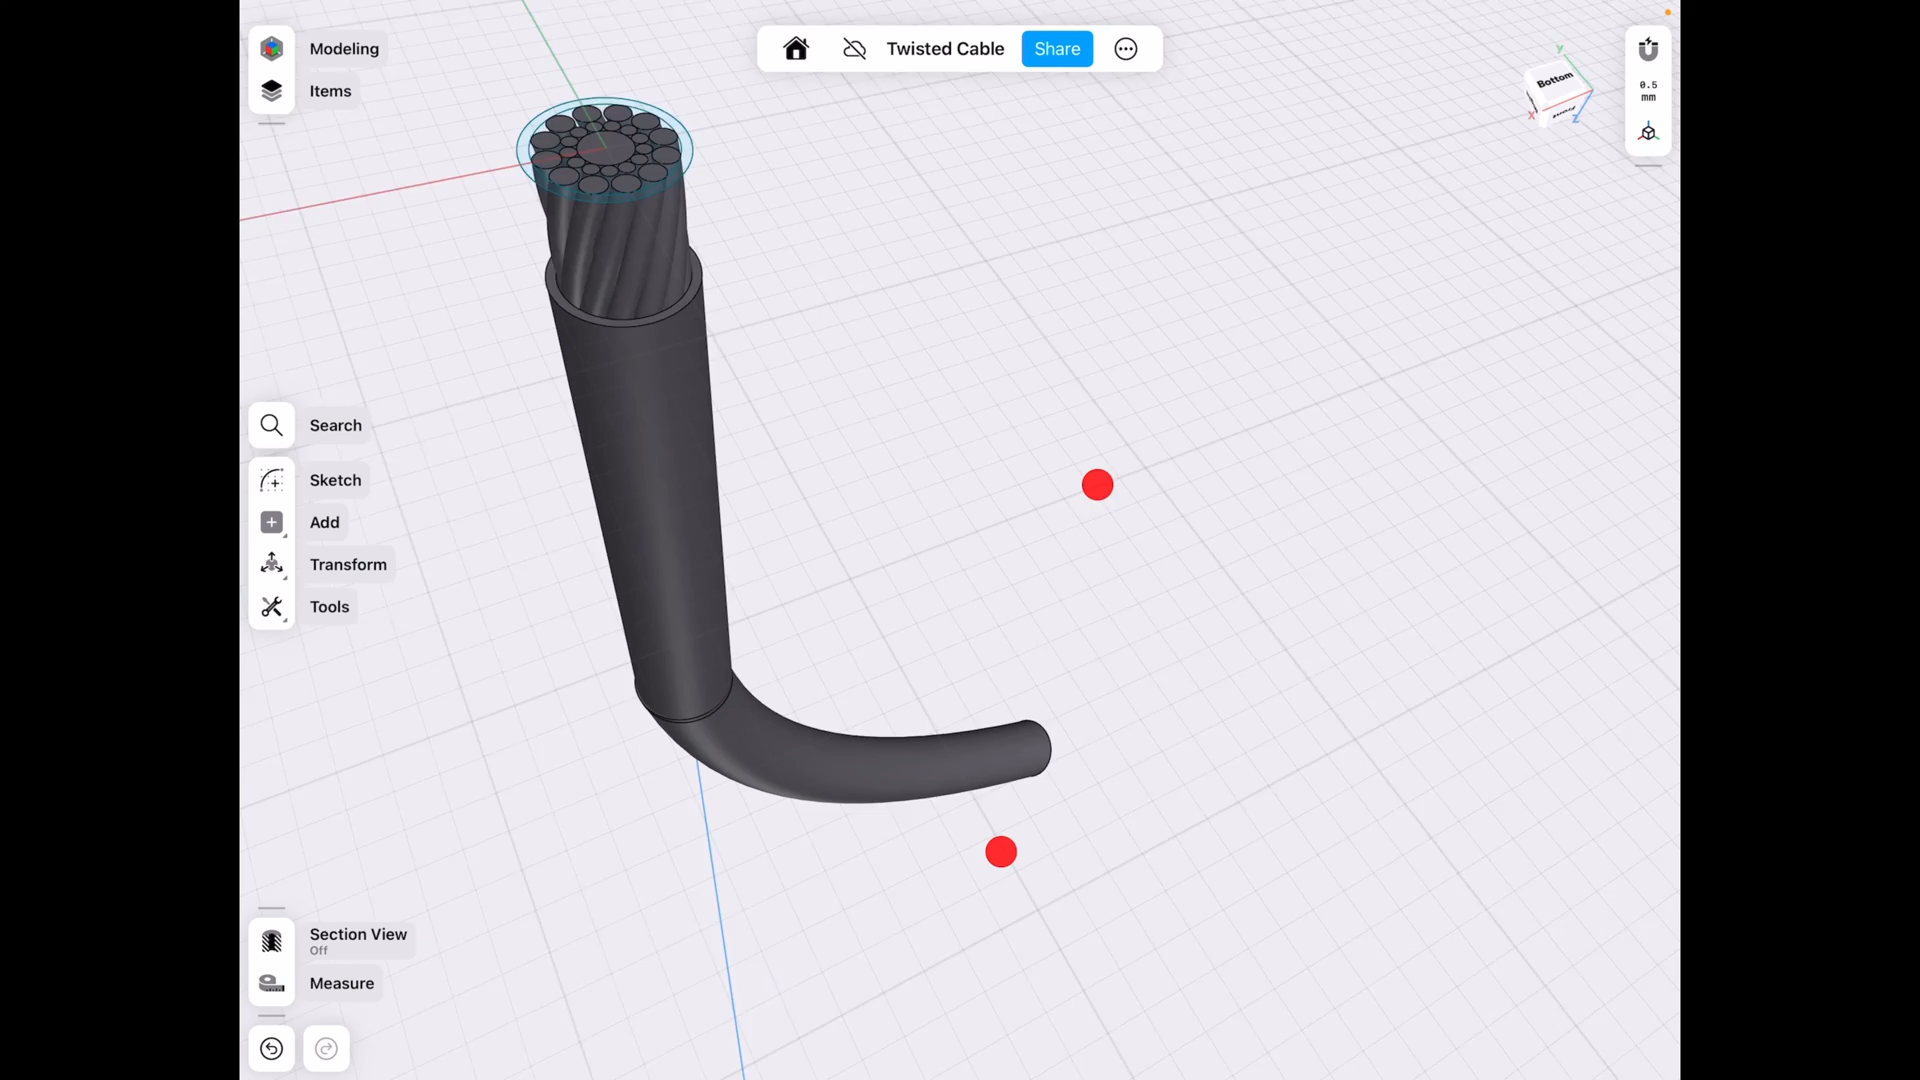 Modeling
Items
Twisted Cable
Share
Bottom
Y
X
Z
0.5
mm
Search
Sketch
Add
Transform
Tools
Section View
Off
Measure